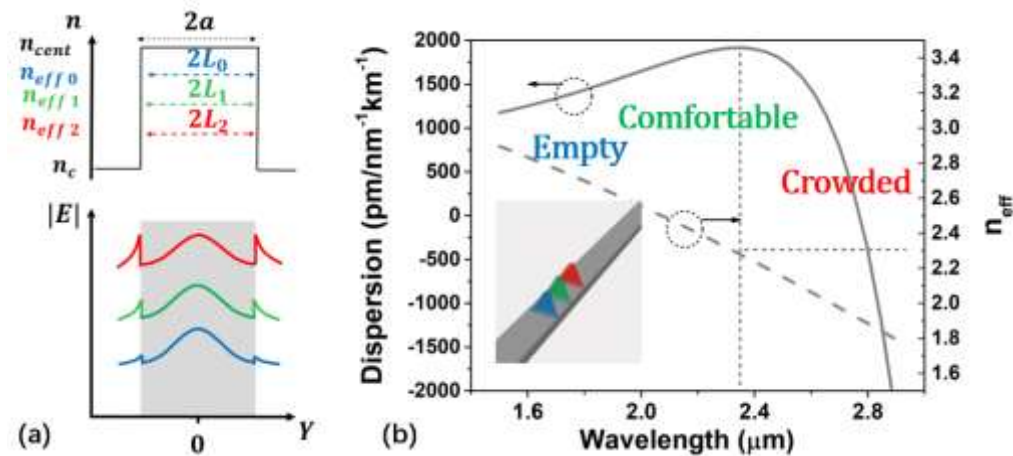 n
n_cent
n_eff 0
n_eff 1
n_eff 2
n_c
2a
2L_0
2L_1
2L_2
|E|
0
Y
(a)
(b)
Dispersion (pm/nm⁻¹km⁻¹)
2000
1500
1000
500
0
-500
-1000
-1500
-2000
Empty
Comfortable
Crowded
3.4
3.2
3.0
2.8
2.6
2.4
2.2
2.0
1.8
1.6
n_eff
1.6
2.0
2.4
2.8
Wavelength (μm)